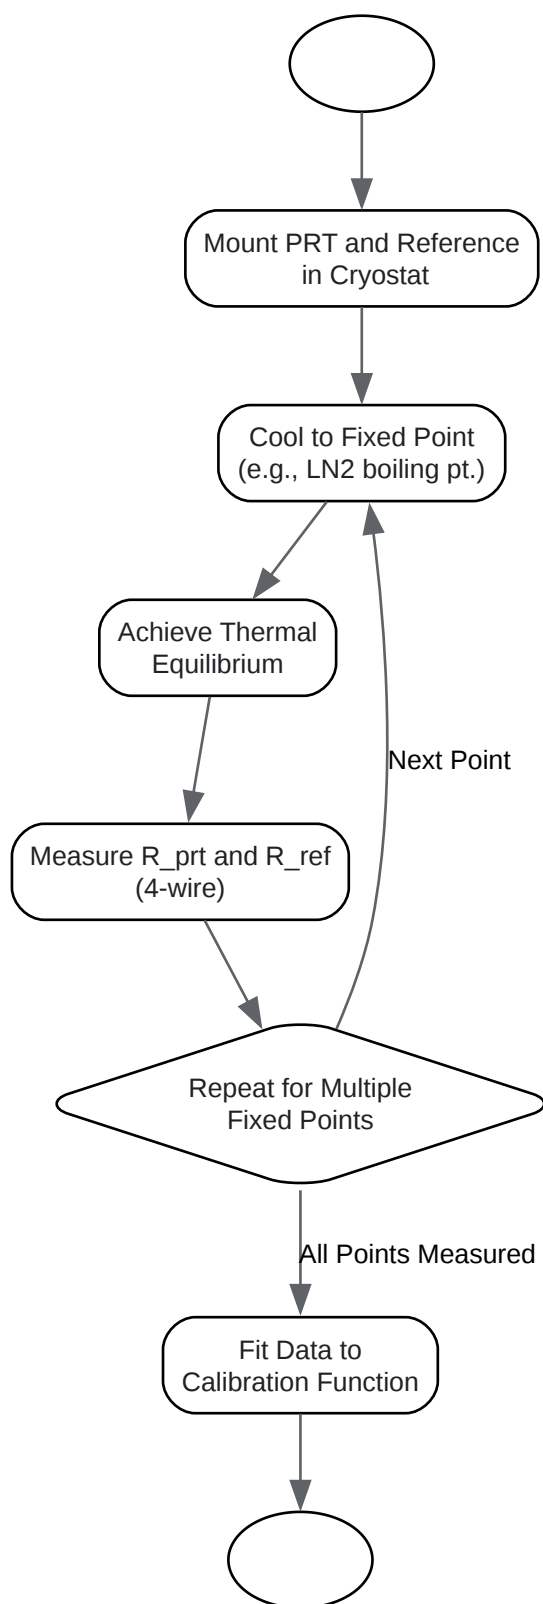 Mount PRT and Reference
in Cryostat
Cool to Fixed Point
(e.g., LN2 boiling pt.)
Achieve Thermal
Equilibrium
Next Point
Measure R_prt and R_ref
(4-wire)
Repeat for Multiple
Fixed Points
All Points Measured
Fit Data to
Calibration Function